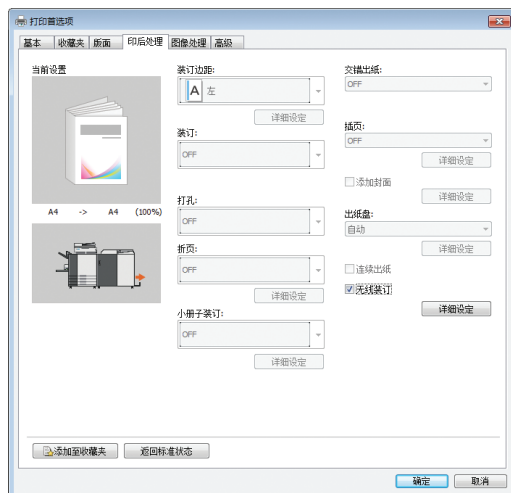 打印首选项
基本 收藏夹 版面 印后处理 图像处理 高级
当前设置
A4 -> A4 (100%)
装订边距:
A 左
详细设定
装订:
OFF
打孔:
OFF
折页:
OFF
详细设定
小册子装订:
OFF
详细设定
交错出纸:
OFF
插页:
OFF
详细设定
添加封面
详细设定
出纸盘:
自动
详细设定
连续出纸
无线装订
详细设定
添加至收藏夹 返回标准状态
确定 取消